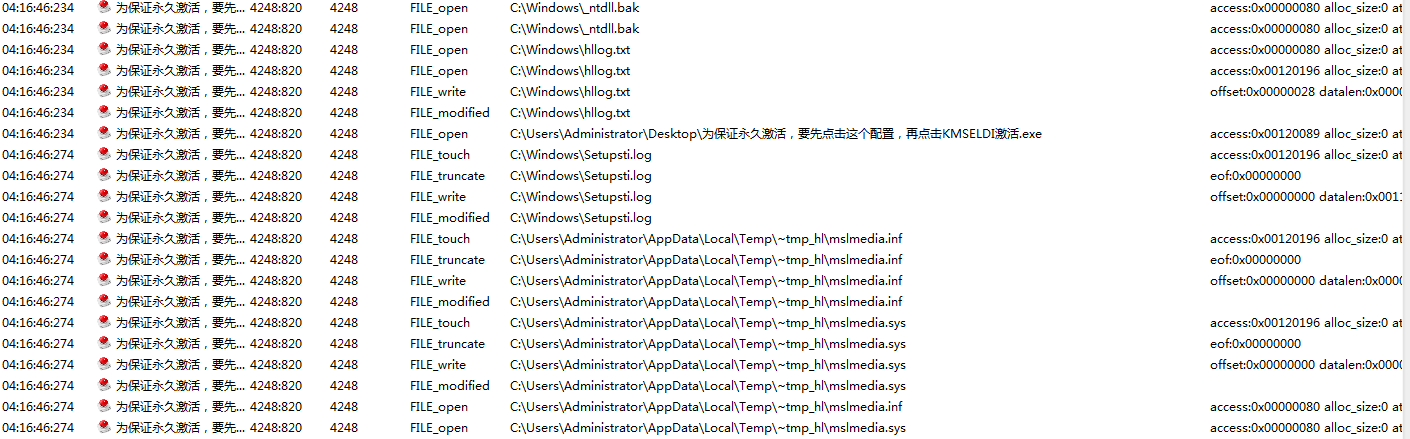 04:16:46:234 为保证永久激活，要先... 4248:820 4248 FILE_open C:\Windows\_ntdll.bak access:0x00000080 alloc_size:0 at
04:16:46:234 为保证永久激活，要先... 4248:820 4248 FILE_open C:\Windows\_ntdll.bak access:0x00000080 alloc_size:0 at
04:16:46:234 为保证永久激活，要先... 4248:820 4248 FILE_open C:\Windows\hllog.txt access:0x00000080 alloc_size:0 at
04:16:46:234 为保证永久激活，要先... 4248:820 4248 FILE_open C:\Windows\hllog.txt access:0x00120196 alloc_size:0 at
04:16:46:234 为保证永久激活，要先... 4248:820 4248 FILE_write C:\Windows\hllog.txt offset:0x00000028 datalen:0x0000
04:16:46:234 为保证永久激活，要先... 4248:820 4248 FILE_modified C:\Windows\hllog.txt
04:16:46:234 为保证永久激活，要先... 4248:820 4248 FILE_open C:\Users\Administrator\Desktop\为保证永久激活，要先点击这个配置，再点击KMSELDI激活.exe access:0x00120089 alloc_size:0 at
04:16:46:274 为保证永久激活，要先... 4248:820 4248 FILE_touch C:\Windows\Setupsti.log access:0x00120196 alloc_size:0 at
04:16:46:274 为保证永久激活，要先... 4248:820 4248 FILE_truncate C:\Windows\Setupsti.log eof:0x00000000
04:16:46:274 为保证永久激活，要先... 4248:820 4248 FILE_write C:\Windows\Setupsti.log offset:0x00000000 datalen:0x0011
04:16:46:274 为保证永久激活，要先... 4248:820 4248 FILE_modified C:\Windows\Setupsti.log
04:16:46:274 为保证永久激活，要先... 4248:820 4248 FILE_touch C:\Users\Administrator\AppData\Local\Temp\~tmp_hl\mslmedia.inf access:0x00120196 alloc_size:0 at
04:16:46:274 为保证永久激活，要先... 4248:820 4248 FILE_truncate C:\Users\Administrator\AppData\Local\Temp\~tmp_hl\mslmedia.inf eof:0x00000000
04:16:46:274 为保证永久激活，要先... 4248:820 4248 FILE_write C:\Users\Administrator\AppData\Local\Temp\~tmp_hl\mslmedia.inf offset:0x00000000 datalen:0x0000
04:16:46:274 为保证永久激活，要先... 4248:820 4248 FILE_modified C:\Users\Administrator\AppData\Local\Temp\~tmp_hl\mslmedia.inf
04:16:46:274 为保证永久激活，要先... 4248:820 4248 FILE_touch C:\Users\Administrator\AppData\Local\Temp\~tmp_hl\mslmedia.sys access:0x00120196 alloc_size:0 at
04:16:46:274 为保证永久激活，要先... 4248:820 4248 FILE_truncate C:\Users\Administrator\AppData\Local\Temp\~tmp_hl\mslmedia.sys eof:0x00000000
04:16:46:274 为保证永久激活，要先... 4248:820 4248 FILE_write C:\Users\Administrator\AppData\Local\Temp\~tmp_hl\mslmedia.sys offset:0x00000000 datalen:0x0000
04:16:46:274 为保证永久激活，要先... 4248:820 4248 FILE_modified C:\Users\Administrator\AppData\Local\Temp\~tmp_hl\mslmedia.sys
04:16:46:274 为保证永久激活，要先... 4248:820 4248 FILE_open C:\Users\Administrator\AppData\Local\Temp\~tmp_hl\mslmedia.inf access:0x00000080 alloc_size:0 at
04:16:46:274 为保证永久激活，要先... 4248:820 4248 FILE_open C:\Users\Administrator\AppData\Local\Temp\~tmp_hl\mslmedia.sys access:0x00000080 alloc_size:0 at